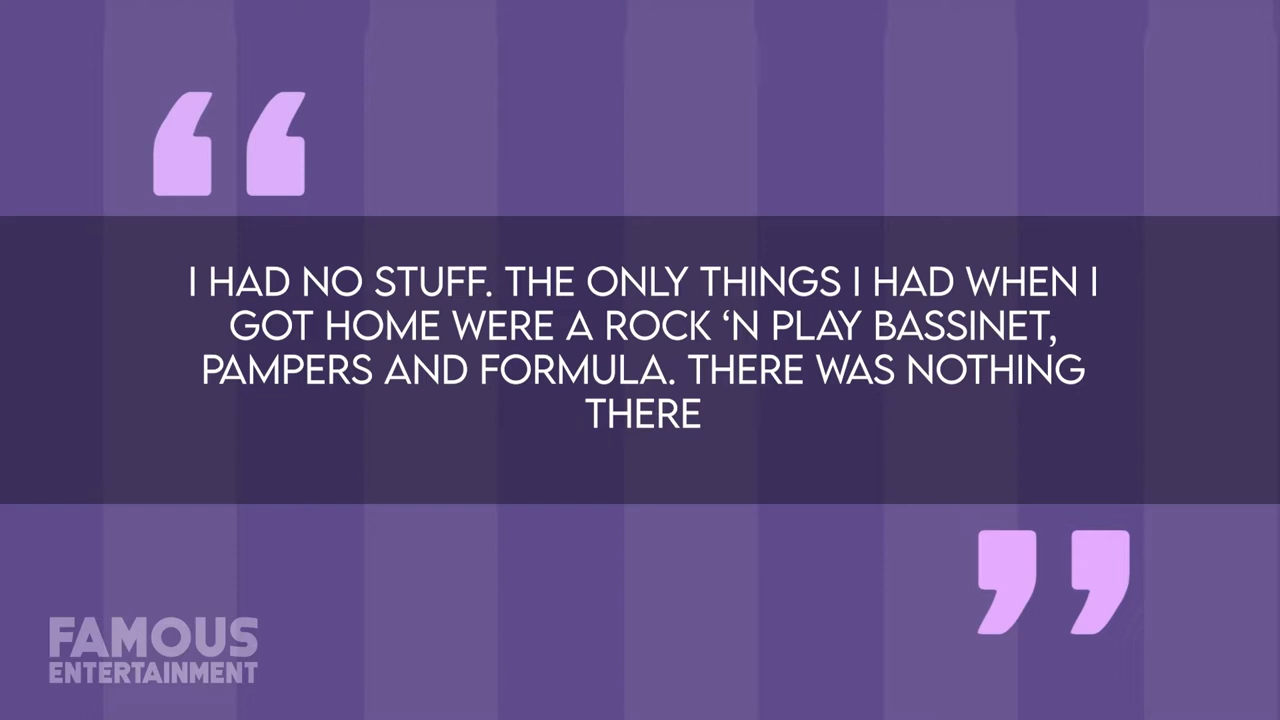 I HAD NO STUFF. THE ONLY THINGS I HAD WHEN I
GOT HOME WERE A ROCK ‘N PLAY BASSINET,
PAMPERS AND FORMULA. THERE WAS NOTHING
THERE
FAMOUS
ENTERTAINMENT